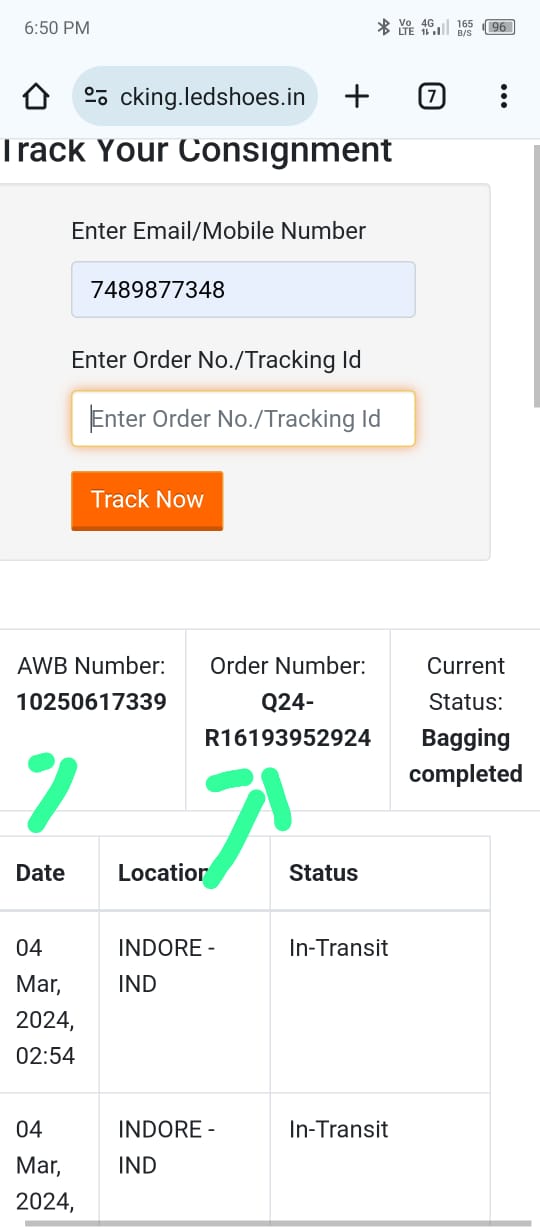 6:50 PM
Vo LTE 4G 165 B/S 96
cking.ledshoes.in
7
Track Your Consignment
Enter Email/Mobile Number
7489877348
Enter Order No./Tracking Id
Enter Order No./Tracking Id
Track Now
AWB Number:
10250617339
Order Number:
Q24-
R16193952924
Current
Status:
Bagging
completed
Date Location Status
04
Mar,
2024,
02:54
INDORE -
IND
In-Transit
04
Mar,
2024,
INDORE -
IND
In-Transit